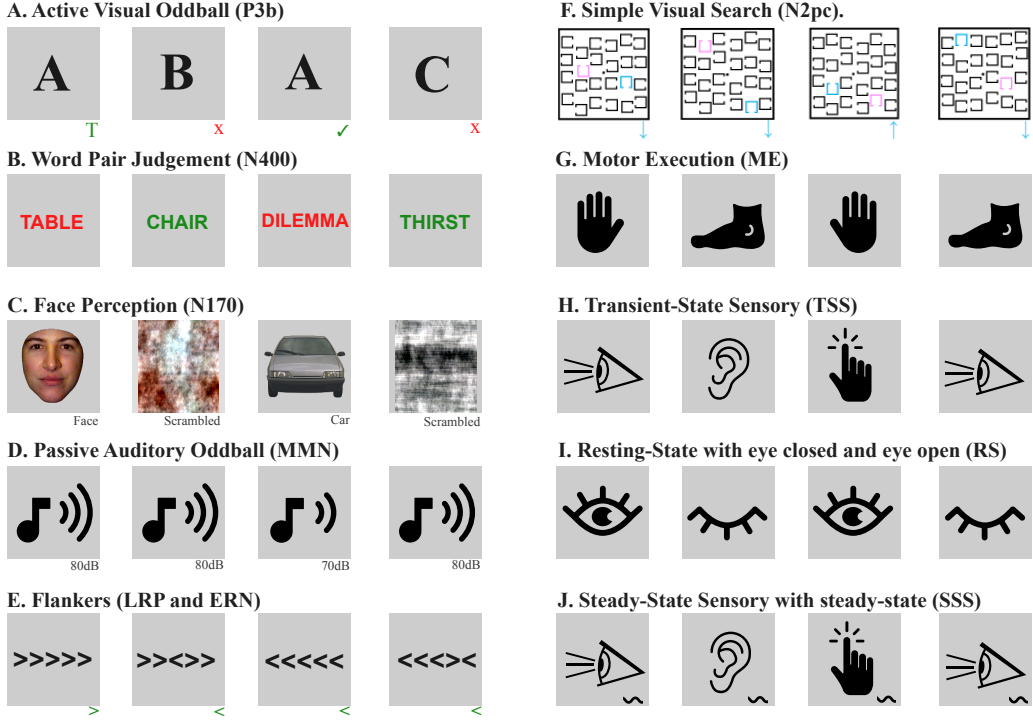 A. Active Visual Oddball (P3b)
A B A C
T x ✓ x
B. Word Pair Judgement (N400)
TABLE CHAIR DILEMMA THIRST
C. Face Perception (N170)
Face Scrambled Car Scrambled
D. Passive Auditory Oddball (MMN)
80dB 80dB 70dB 80dB
E. Flankers (LRP and ERN)
>>>>> >><>> <<<<< <<<><
> < < <
F. Simple Visual Search (N2pc).
↓ ↓ ↑ ↓
G. Motor Execution (ME)
H. Transient-State Sensory (TSS)
I. Resting-State with eye closed and eye open (RS)
J. Steady-State Sensory with steady-state (SSS)